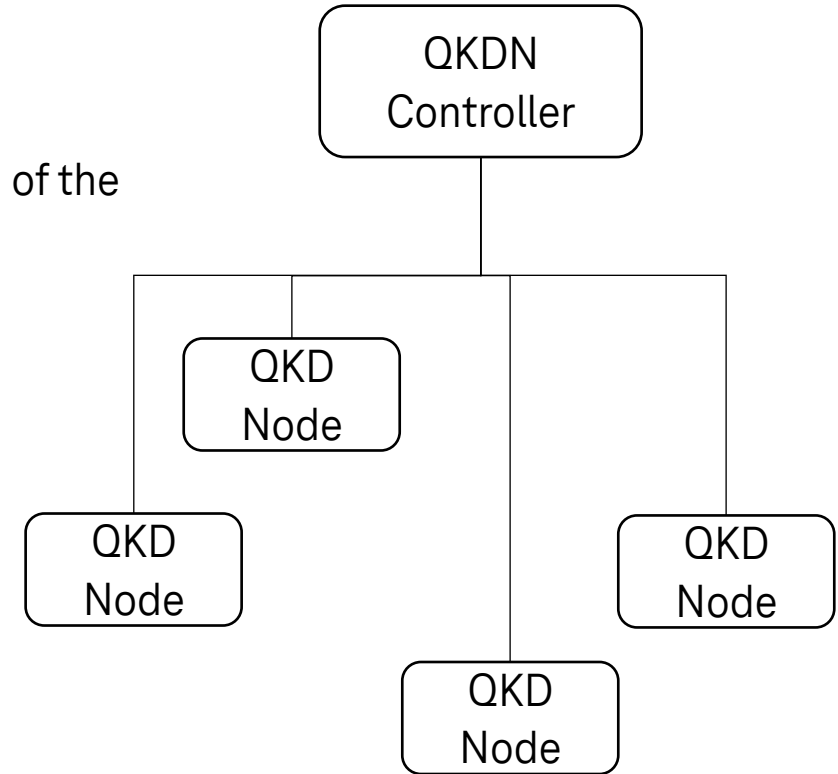 QKDN
Controller
of the
QKD
Node
QKD
Node
QKD
Node
QKD
Node